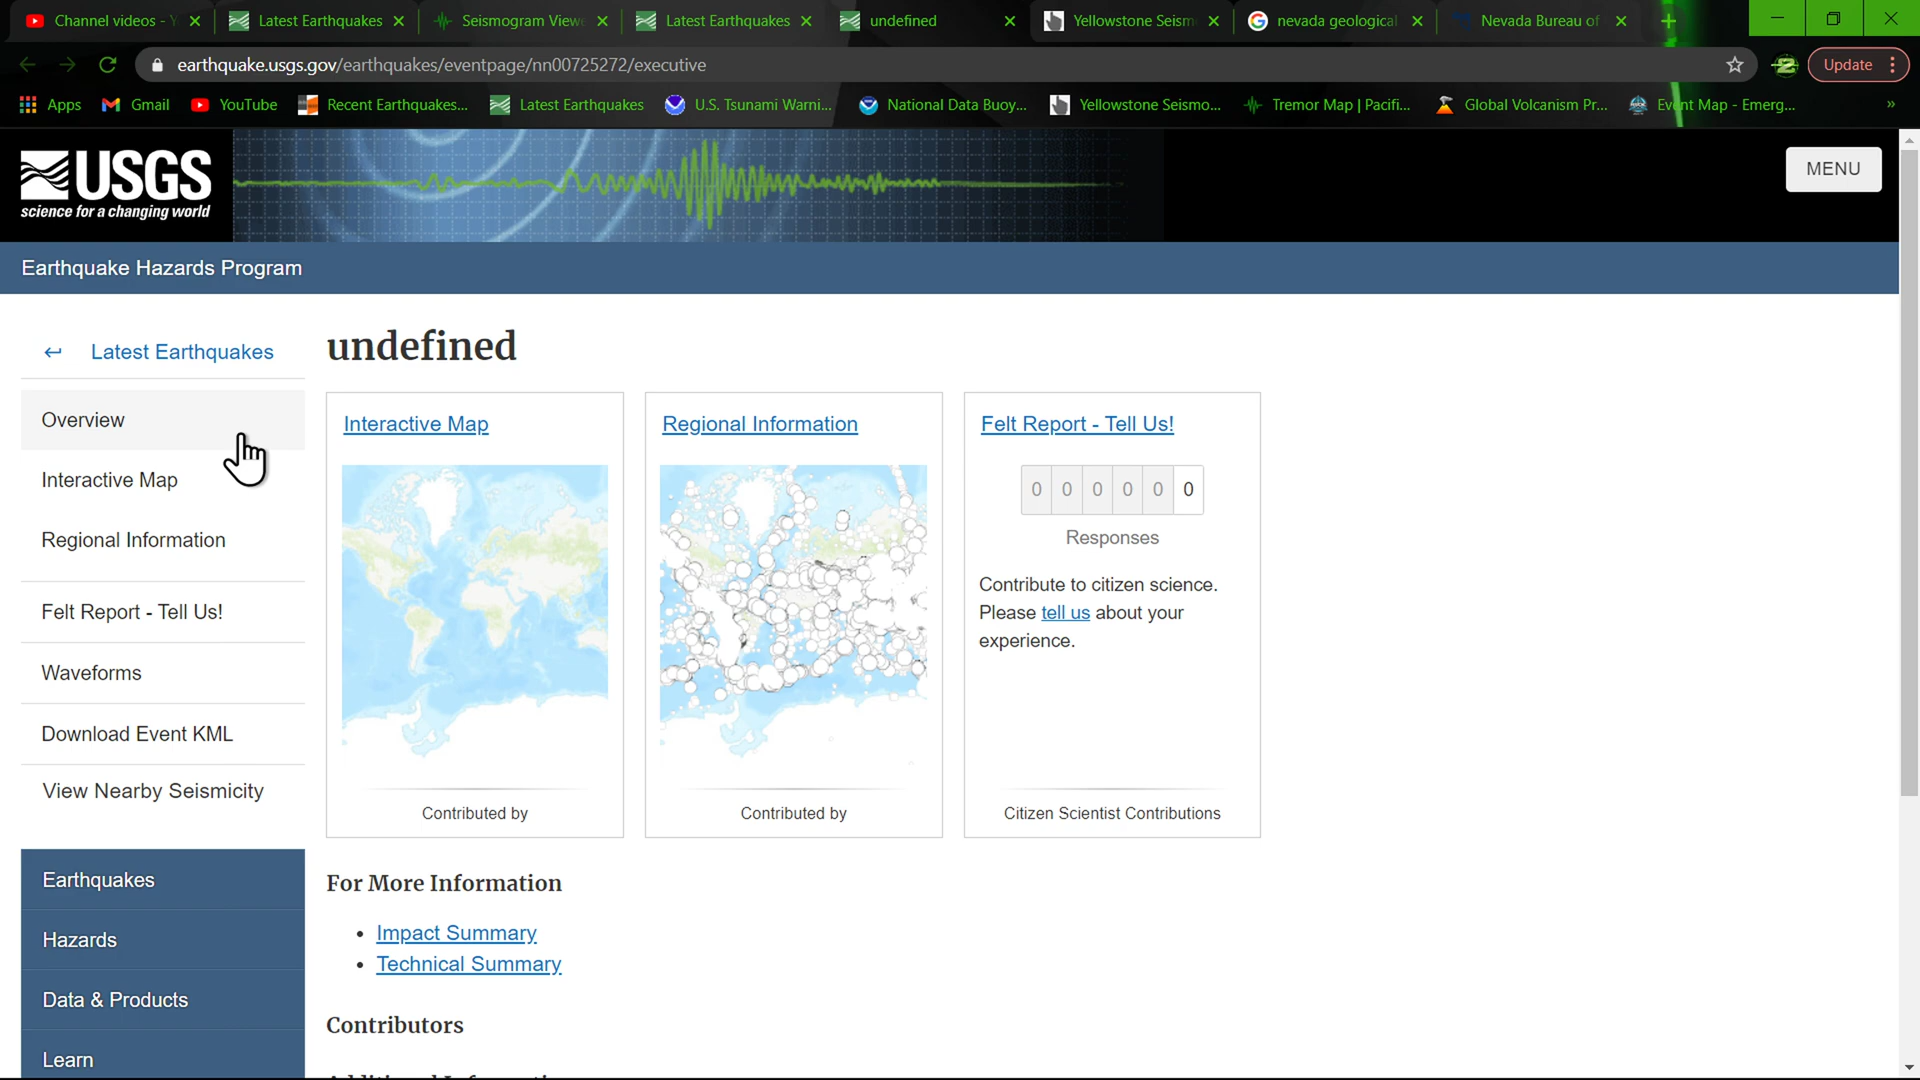 Channel videos - Y
Latest Earthquakes
Seismogram View
Latest Earthquakes
undefined
Yellowstone Seism
nevada geological
Nevada Bureau of
earthquake.usgs.gov/earthquakes/eventpage/nn00725272/executive
Update
Apps
Gmail
YouTube
Recent Earthquakes...
Latest Earthquakes
U.S. Tsunami Warni...
National Data Buoy...
Yellowstone Seismo...
Tremor Map | Pacifi...
Global Volcanism Pr...
Event Map - Emerg...
»
USGS
science for a changing world
MENU
Earthquake Hazards Program
Latest Earthquakes
Overview
Interactive Map
Regional Information
Felt Report - Tell Us!
Waveforms
Download Event KML
View Nearby Seismicity
Earthquakes
Hazards
Data & Products
Learn
undefined
Interactive Map
Contributed by
Regional Information
Contributed by
Felt Report - Tell Us!
0 0 0 0 0 0
Responses
Contribute to citizen science.
Please tell us about your
experience.
Citizen Scientist Contributions
For More Information
• Impact Summary
• Technical Summary
Contributors